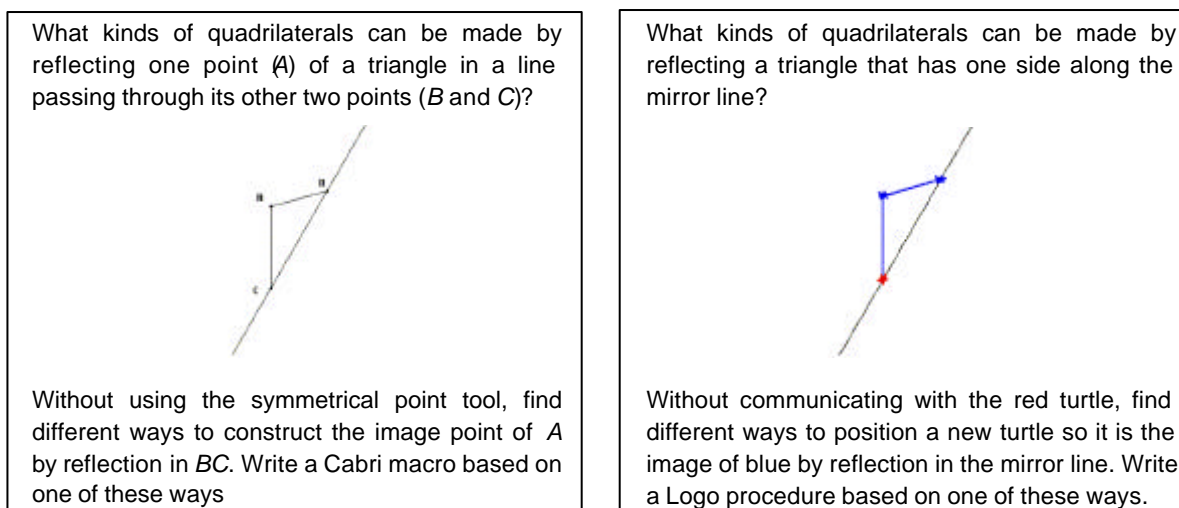 What kinds of quadrilaterals can be made by
reflecting one point (A) of a triangle in a line
passing through its other two points (B and C)?
C
Without using the symmetrical point tool, find
different ways to construct the image point of A
by reflection in BC. Write a Cabri macro based on
one of these ways
What kinds of quadrilaterals can be made by
reflecting a triangle that has one side along the
mirror line?
Without communicating with the red turtle, find
different ways to position a new turtle so it is the
image of blue by reflection in the mirror line. Write
a Logo procedure based on one of these ways.